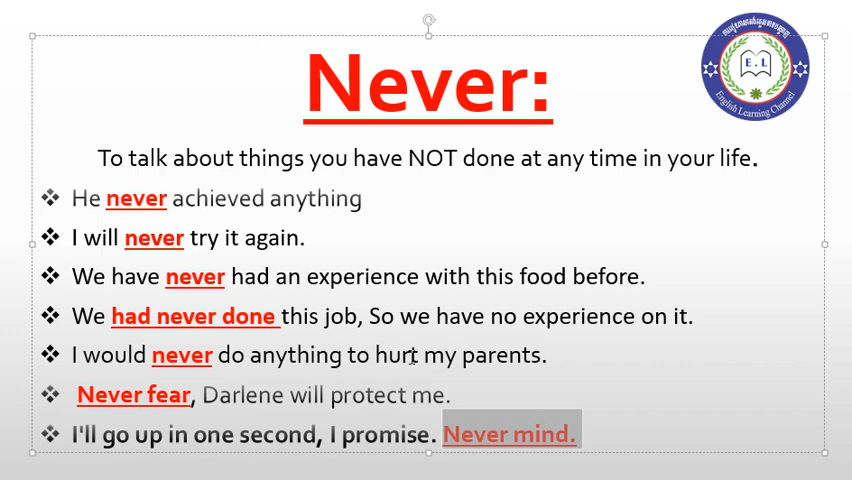 Never:
E.L
English Learning Channel
To talk about things you have NOT done at any time in your life.
He never achieved anything
I will never try it again.
We have never had an experience with this food before.
We had never done this job, So we have no experience on it.
I would never do anything to hurt my parents.
Never fear, Darlene will protect me.
I'll go up in one second, I promise. Never mind.